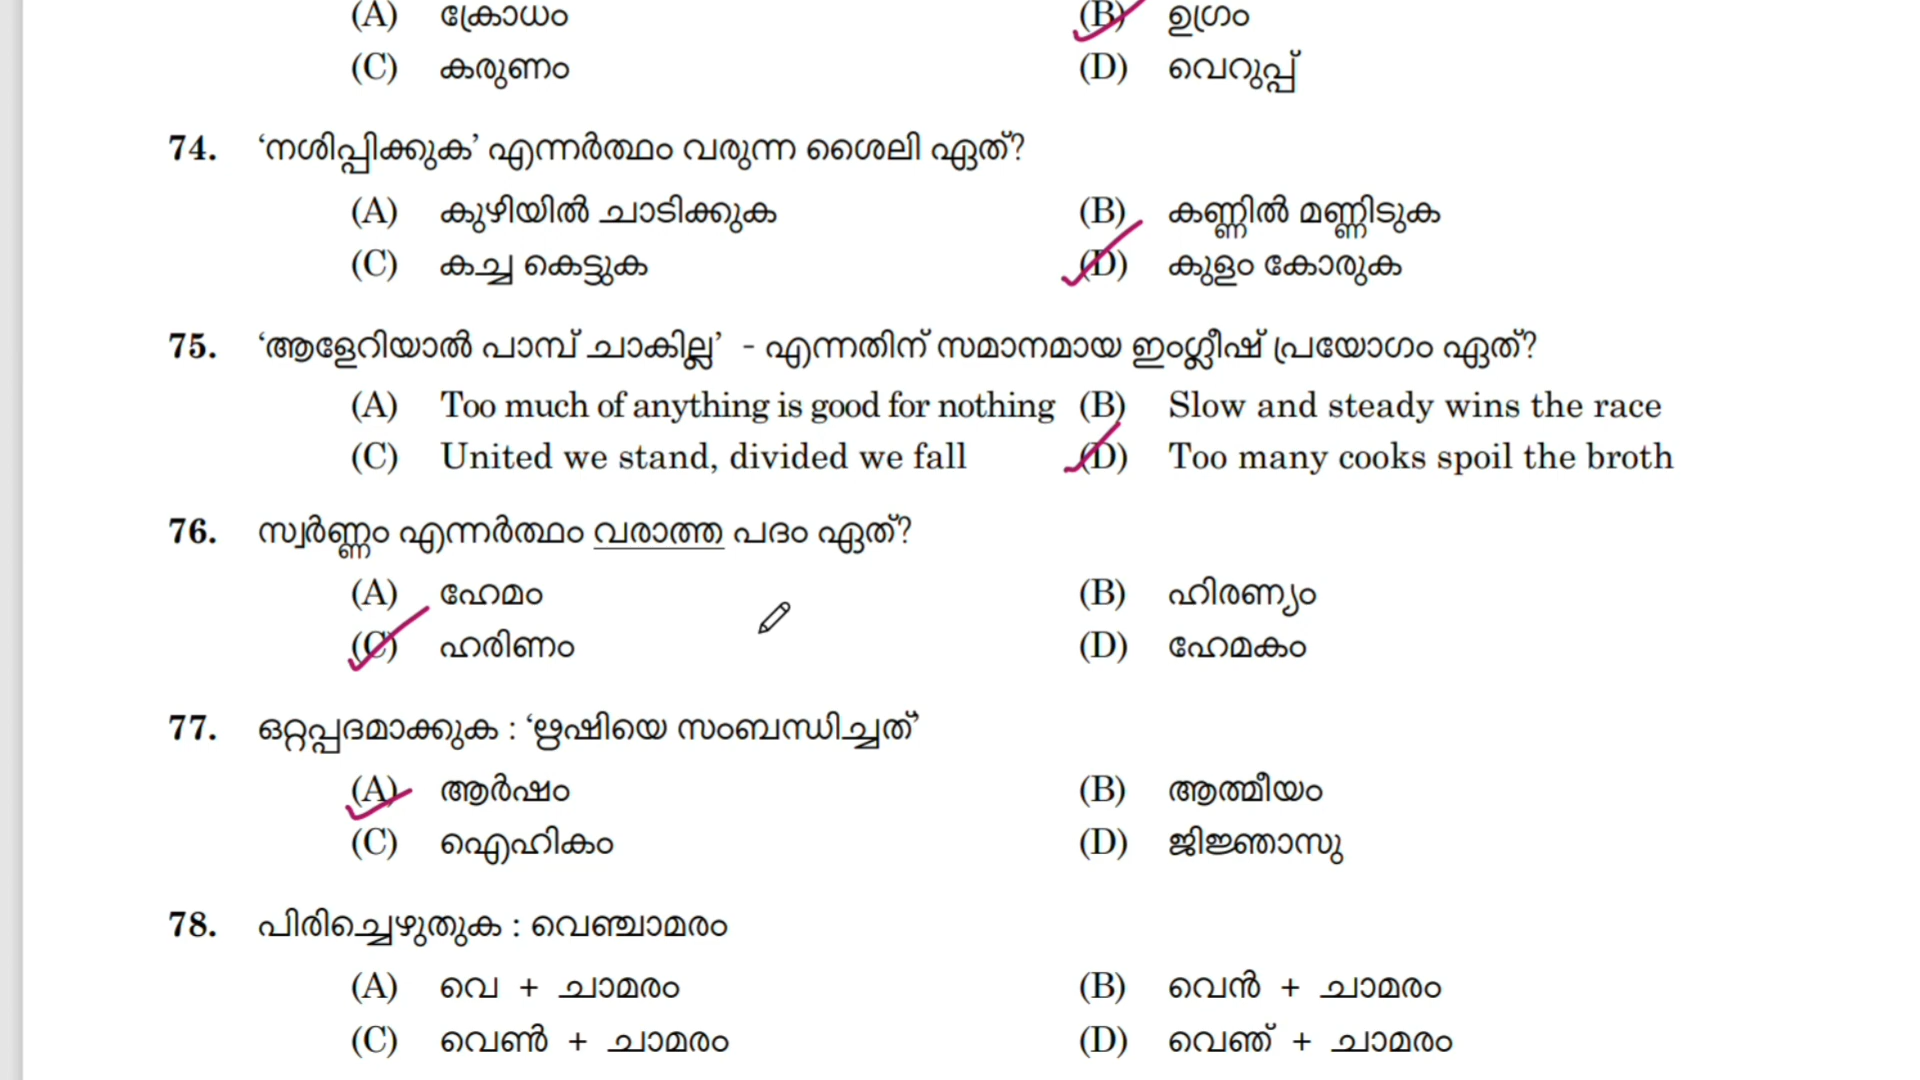 (A) ക്രോധം (B) ഉഗ്രം
(C) കരുണം (D) വെറുപ്പ്
74. ‘നശിപ്പിക്കുക’ എന്നർത്ഥം വരുന്ന ശൈലി ഏത്?
(A) കുഴിയിൽ ചാടിക്കുക (B) കണ്ണിൽ മണ്ണിടുക
(C) കച്ച കെട്ടുക (D) കുളം കോരുക
75. ‘ആളേറിയാൽ പാമ്പ് ചാകില്ല’ - എന്നതിന് സമാനമായ ഇംഗ്ലീഷ് പ്രയോഗം ഏത്?
(A) Too much of anything is good for nothing (B) Slow and steady wins the race
(C) United we stand, divided we fall (D) Too many cooks spoil the broth
76. സ്വർണ്ണം എന്നർത്ഥം വരാത്ത പദം ഏത്?
(A) ഹേമം (B) ഹിരണ്യം
(C) ഹരിണം (D) ഹേമകം
77. ഒറ്റപ്പദമാക്കുക : ‘ഋഷിയെ സംബന്ധിച്ചത്’
(A) ആർഷം (B) ആത്മീയം
(C) ഐഹികം (D) ജിജ്ഞാസു
78. പിരിച്ചെഴുതുക : വെഞ്ചാമരം
(A) വെ + ചാമരം (B) വെൻ + ചാമരം
(C) വെൺ + ചാമരം (D) വെഞ് + ചാമരം